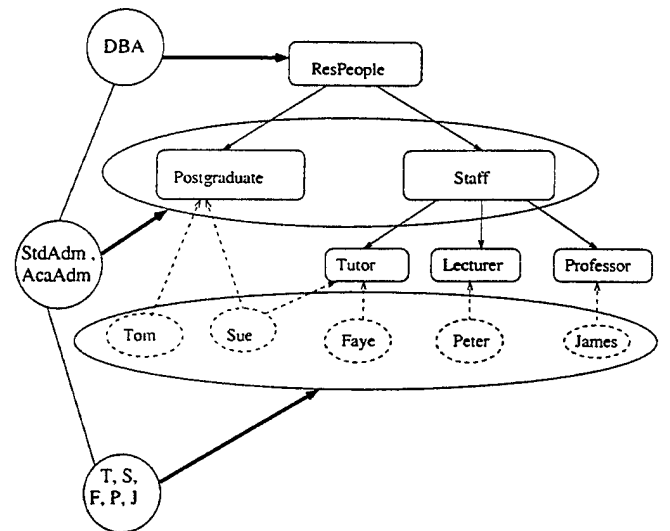 DBA
ResPeople
Postgraduate
Staff
StdAdm ,
AcaAdm
Tutor
Lecturer
Professor
Tom
Sue
Faye
Peter
James
T, S,
F, P, J